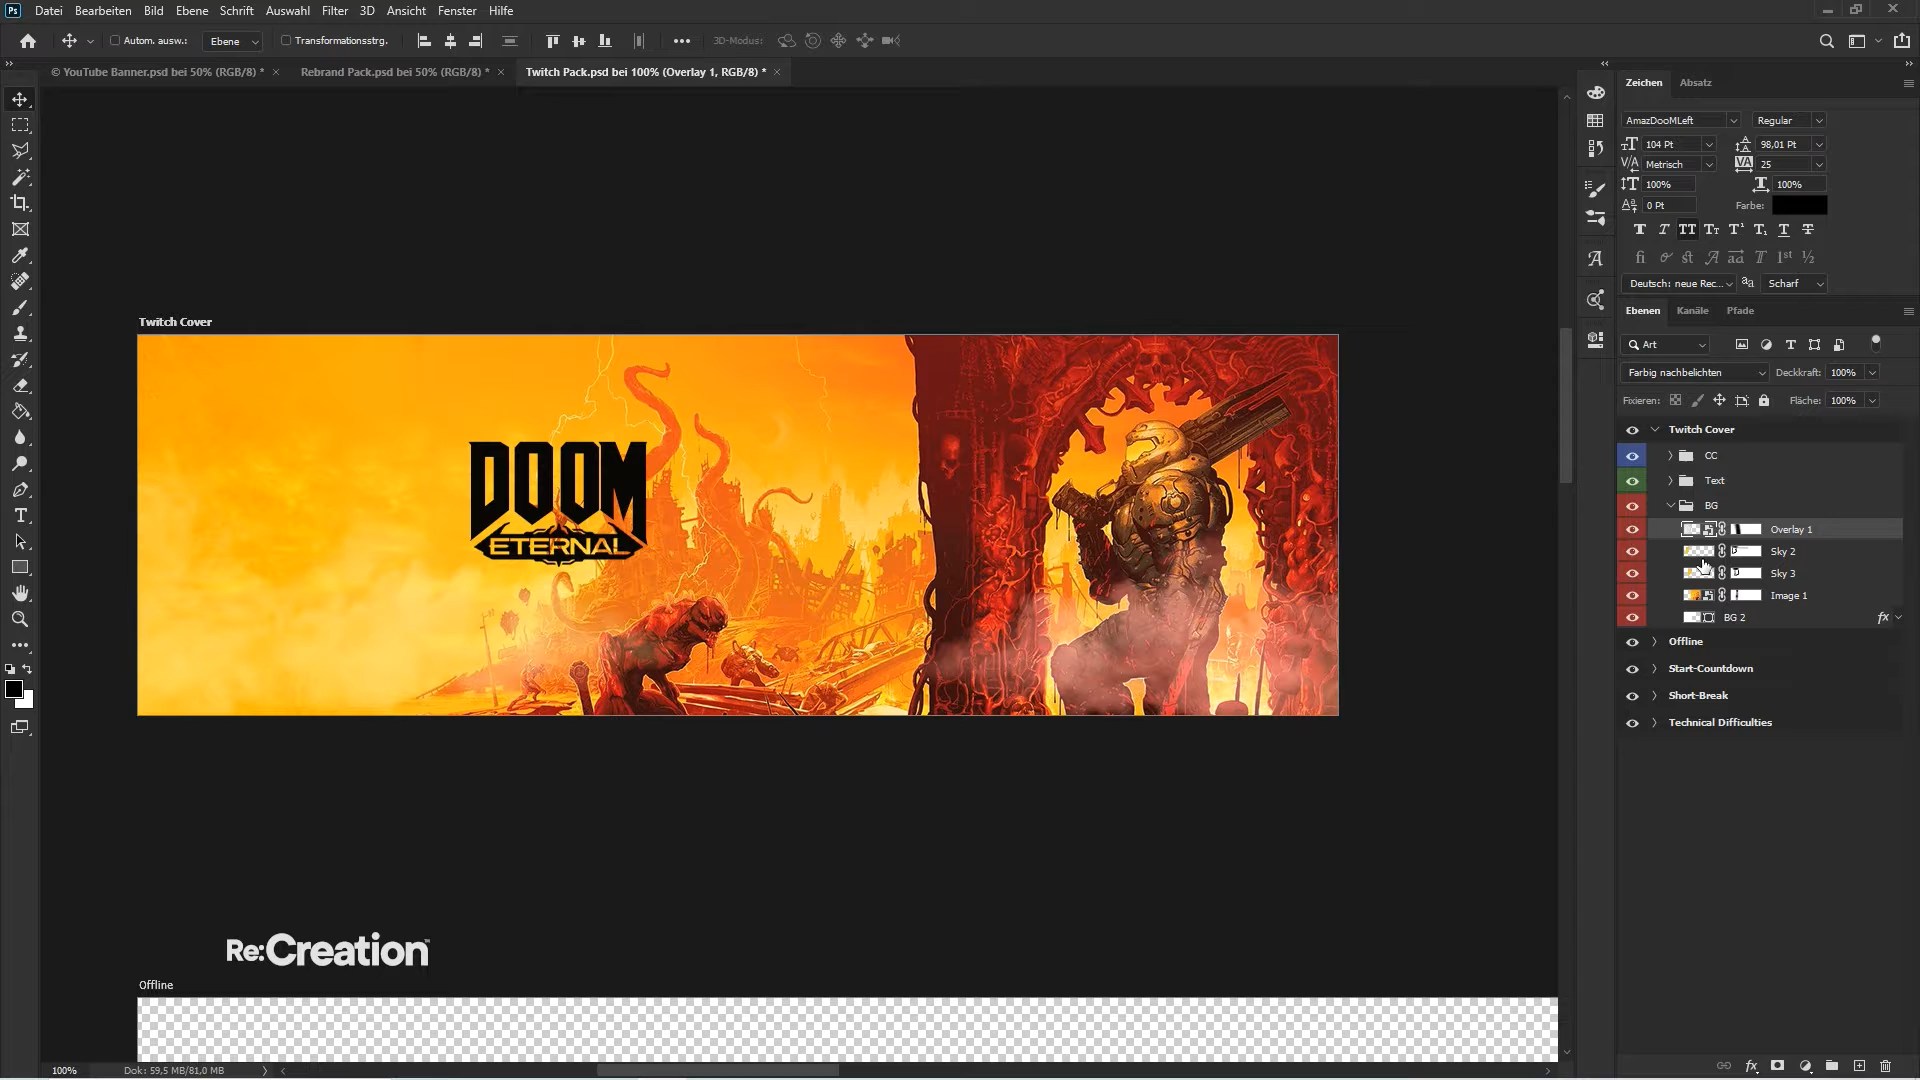 Ps Datei Bearbeiten Bild Ebene Schrift Auswahl Filter 3D Ansicht Fenster Hilfe
Autom. ausw.: Ebene Transformationsstrg. 3D-Modus:
© YouTube Banner.psd bei 50% (RGB/8) * Rebrand Pack.psd bei 50% (RGB/8) * Twitch Pack.psd bei 100% (Overlay 1, RGB/8) *
Zeichen Absatz
AmazDooMLeft Regular
104 Pt 98,01 Pt
Metrisch 25
100% 100%
0 Pt Farbe:
Deutsch: neue Rec... Scharf
Ebenen Kanäle Pfade
Art
Farbig nachbelichten Deckkraft: 100%
Fixieren: Fläche: 100%
Twitch Cover
CC
Text
BG
Overlay 1
Sky 2
Sky 3
Image 1
BG 2 fx
Offline
Start-Countdown
Short-Break
Technical Difficulties
Twitch Cover
DOOM
ETERNAL
Re:Creation
Offline
100% Dok: 59,5 MB/81,0 MB